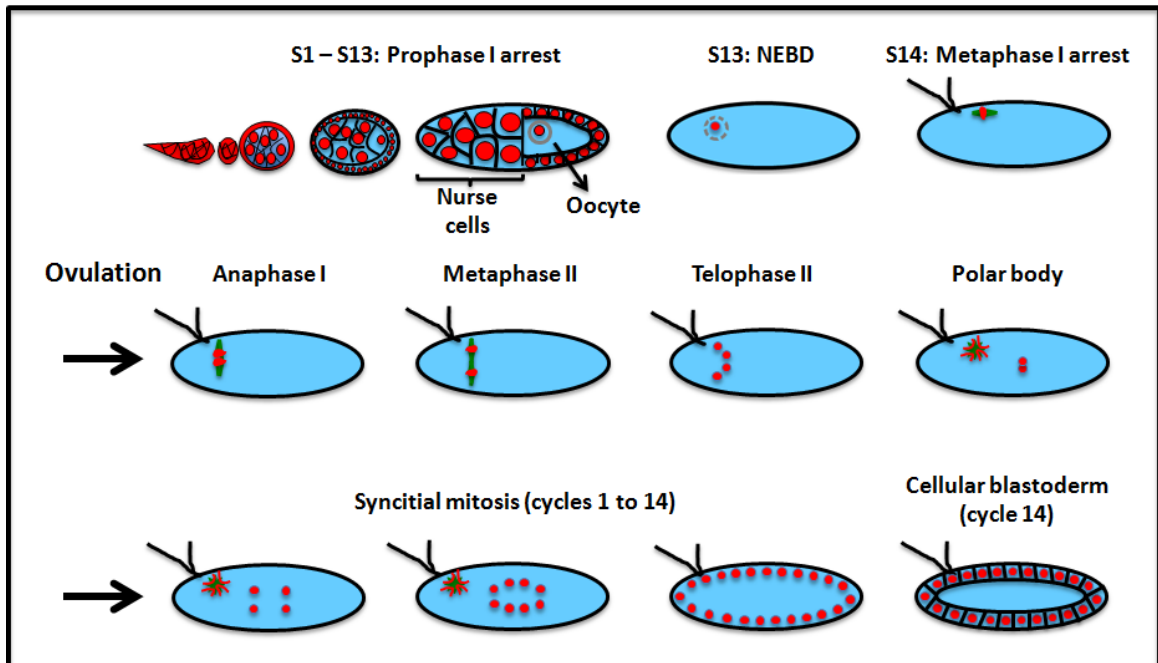 S1 – S13: Prophase I arrest
S13: NEBD
S14: Metaphase I arrest
Nurse
cells
Oocyte
Ovulation
Anaphase I
Metaphase II
Telophase II
Polar body
Syncitial mitosis (cycles 1 to 14)
Cellular blastoderm
(cycle 14)